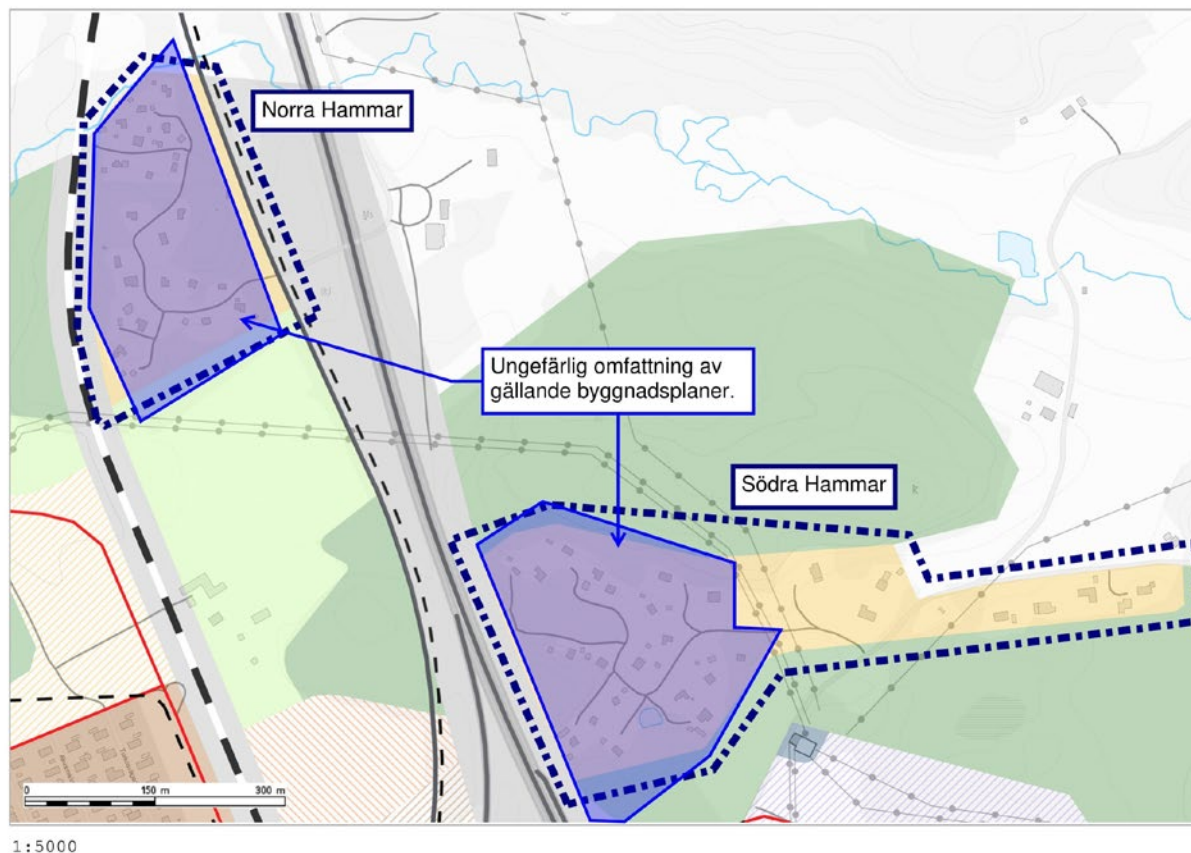 Norra Hammar
Ungefärlig omfattning av
gällande byggnadsplaner.
Södra Hammar
0 150 m 300 m
1:5000